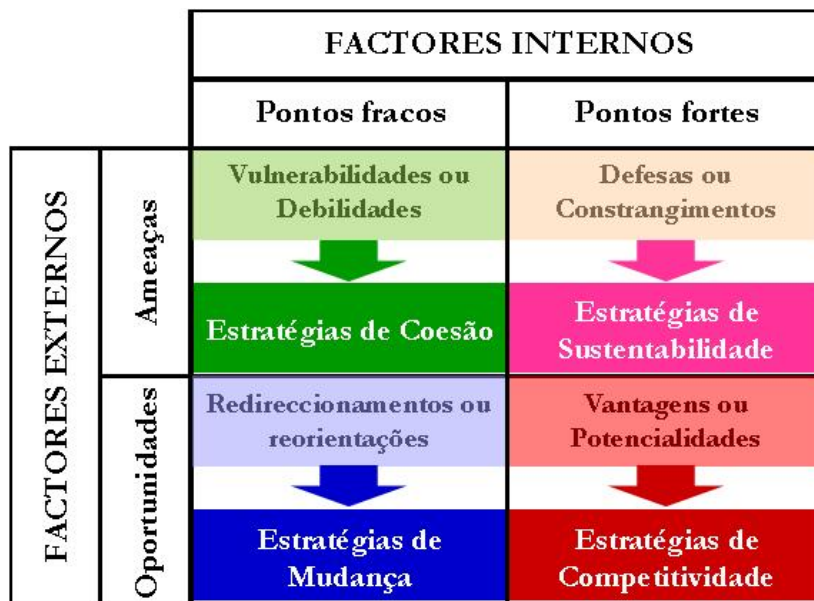 FACTORES INTERNOS
Pontos fracos
Pontos fortes
FACTORES EXTERNOS
Ameaças
Vulnerabilidades ou
Debilidades
Defesas ou
Constrangimentos
Estratégias de Coesão
Estratégias de
Sustentabilidade
Oportunidades
Redireccionamentos ou
reorientações
Vantagens ou
Potencialidades
Estratégias de
Mudança
Estratégias de
Competitividade